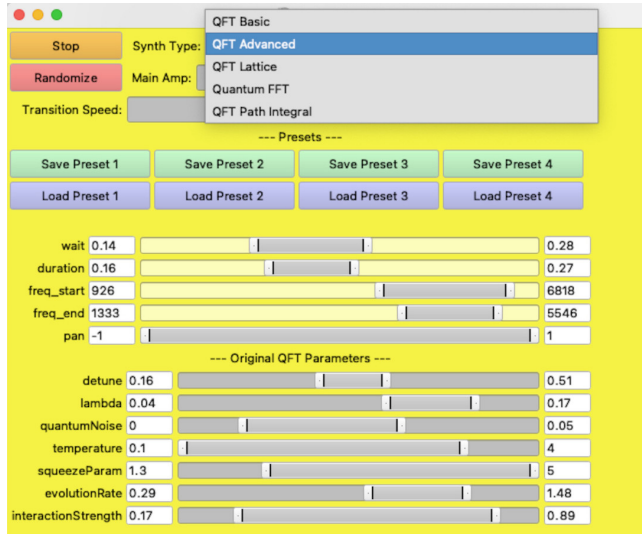 QFT Basic
Stop Synth Type: QFT Advanced
QFT Lattice
Randomize Main Amp:
Quantum FFT
Transition Speed: QFT Path Integral
--- Presets ---
Save Preset 1 Save Preset 2 Save Preset 3 Save Preset 4
Load Preset 1 Load Preset 2 Load Preset 3 Load Preset 4
wait 0.14 0.28
duration 0.16 0.27
freq_start 926 6818
freq_end 1333 5546
pan -1 1
--- Original QFT Parameters ---
detune 0.16 0.51
lambda 0.04 0.17
quantumNoise 0 0.05
temperature 0.1 4
squeezeParam 1.3 5
evolutionRate 0.29 1.48
interactionStrength 0.17 0.89